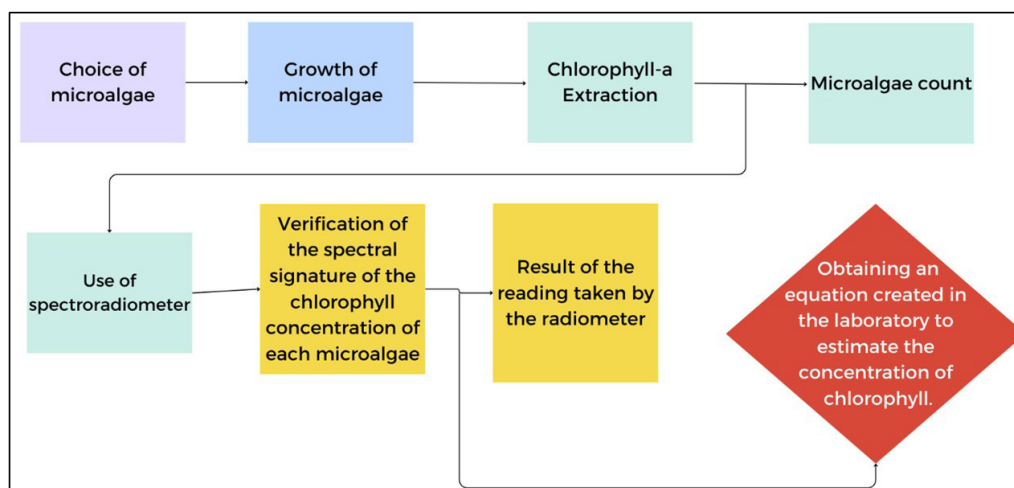 Choice of
microalgae
Growth of
microalgae
Chlorophyll-a
Extraction
Microalgae count
Use of
spectroradiometer
Verification of
the spectral
signature of the
chlorophyll
concentration of
each microalgae
Result of the
reading taken by
the radiometer
Obtaining an
equation created in
the laboratory to
estimate the
concentration of
chlorophyll.